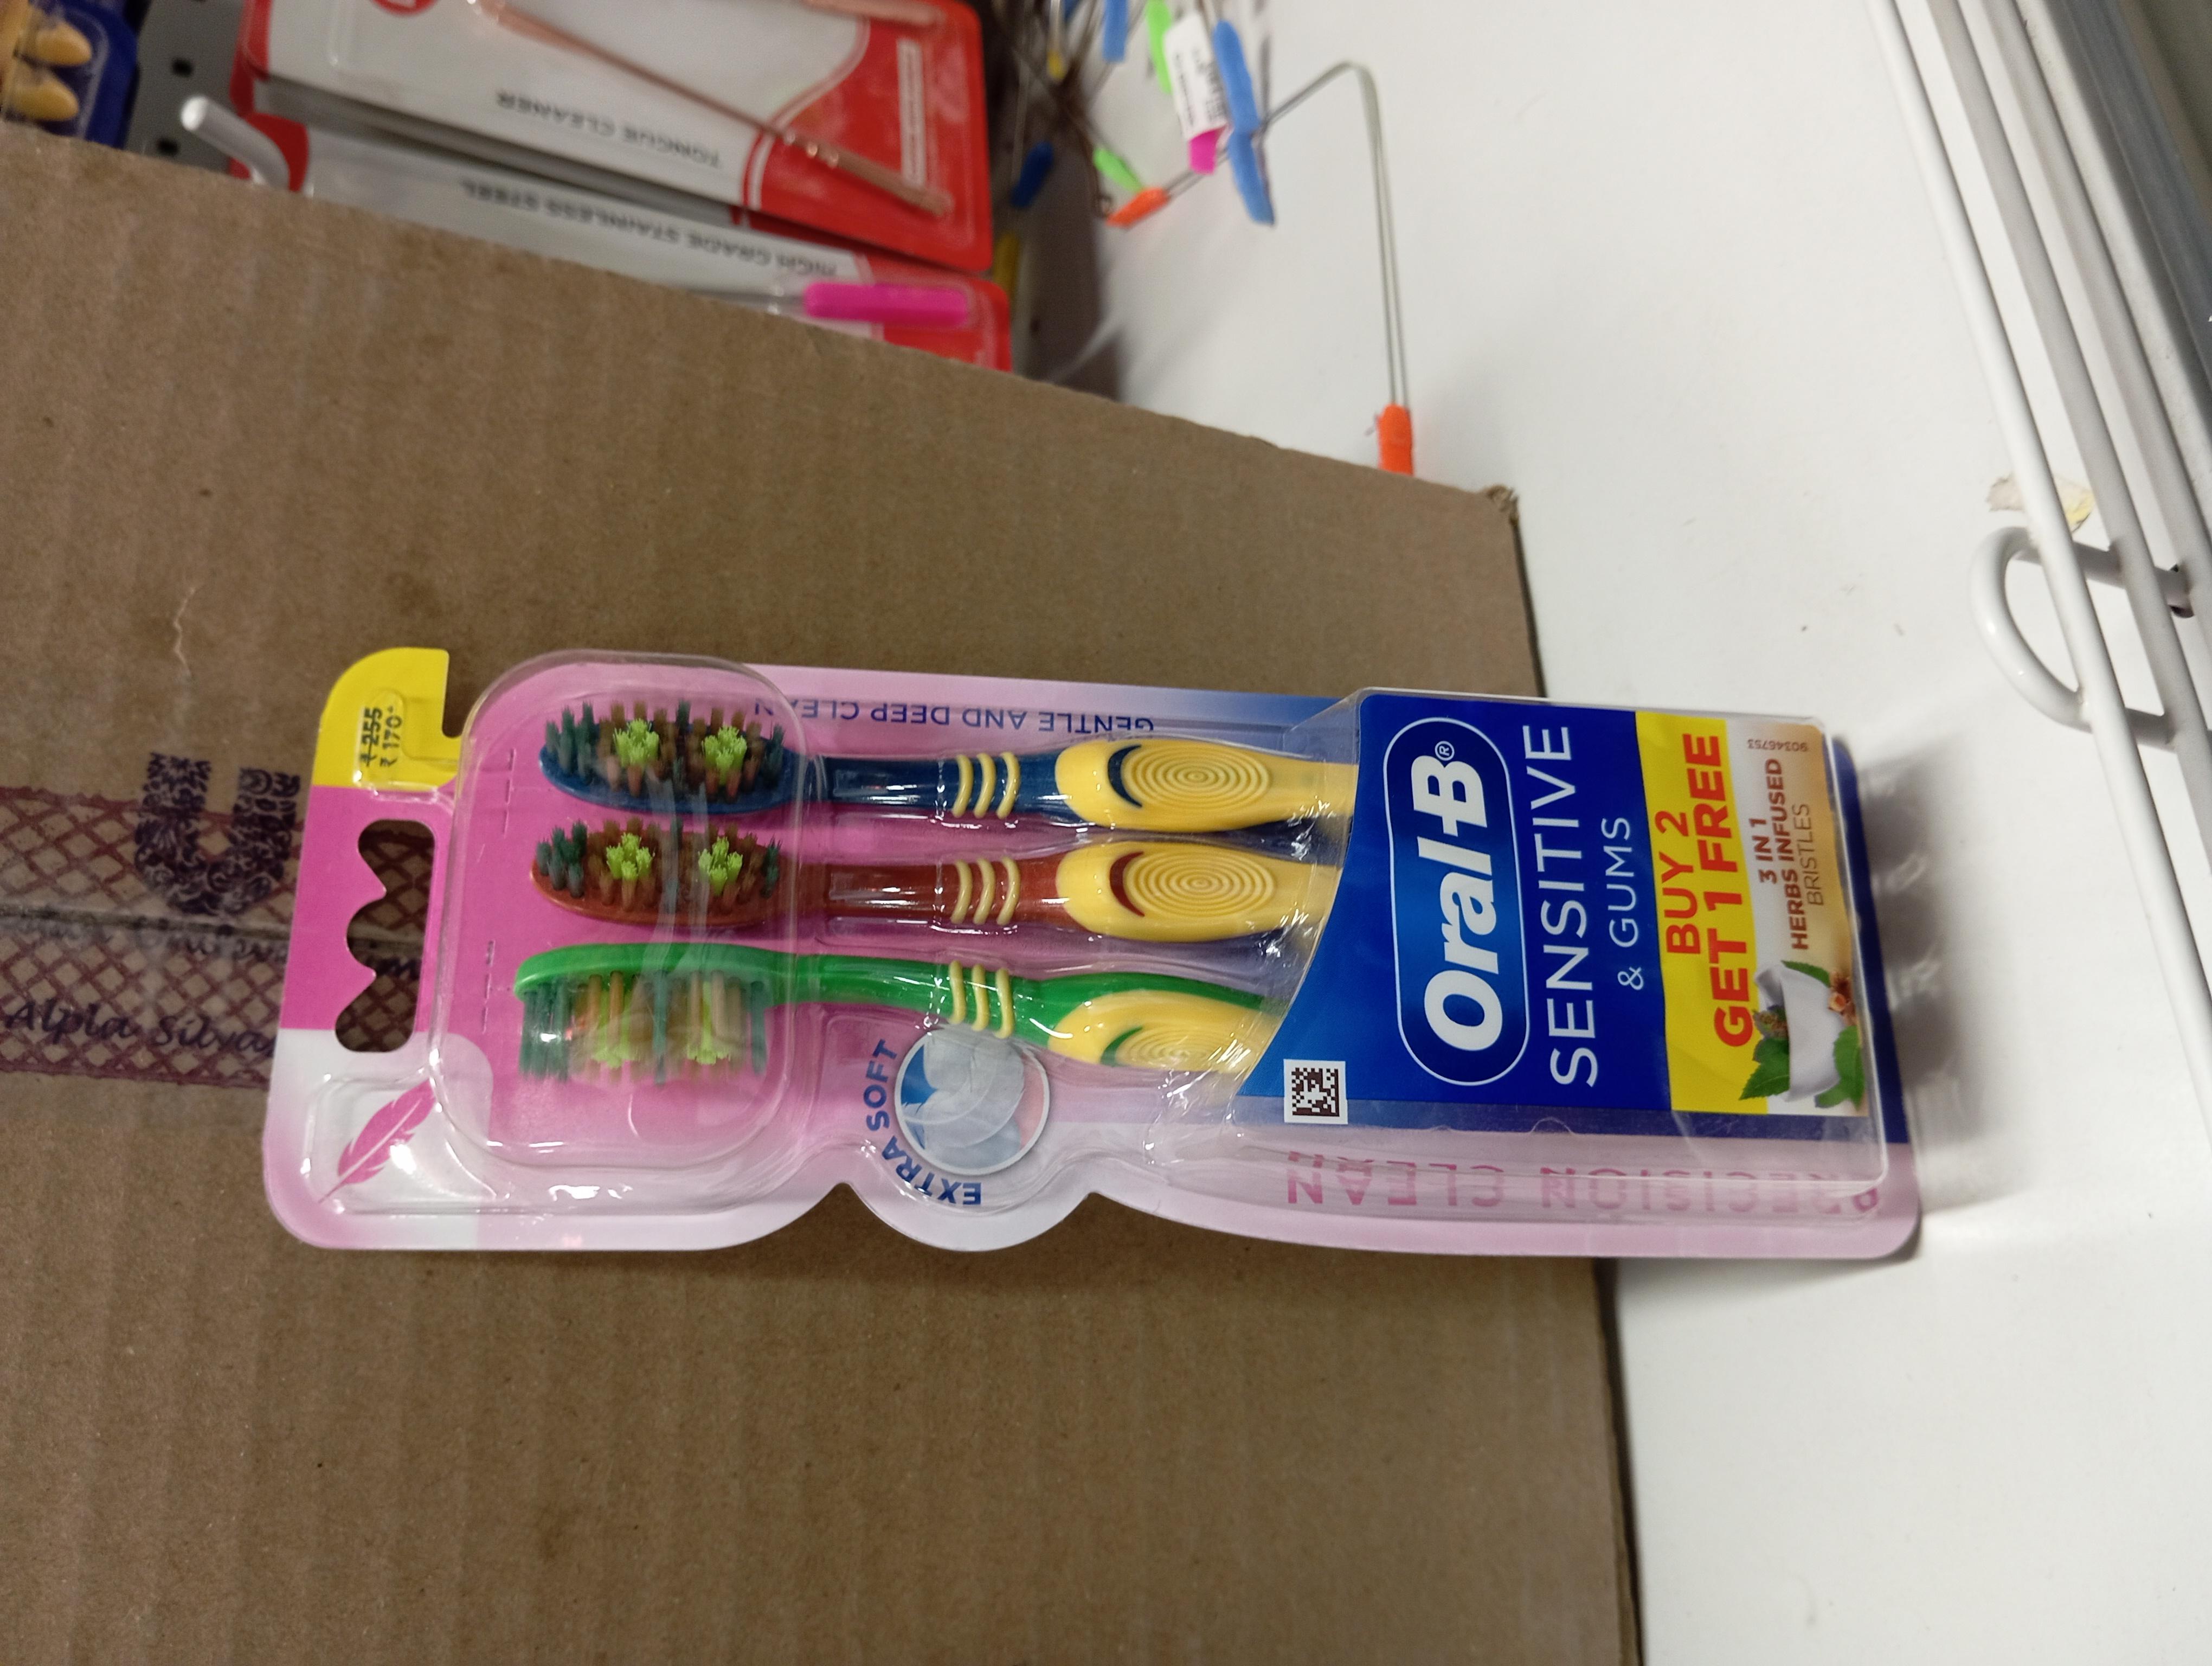 ₹ 255
₹ 170*
GENTLE AND DEEP CLEAN
EXTRA SOFT
Oral-B®
SENSITIVE
& GUMS
BUY 2
GET 1 FREE
3 IN 1
HERBS INFUSED
BRISTLES
90346753
PRECISION CLEAN
TONGUE CLEANER
HIGH GRADE STAINLESS STEEL